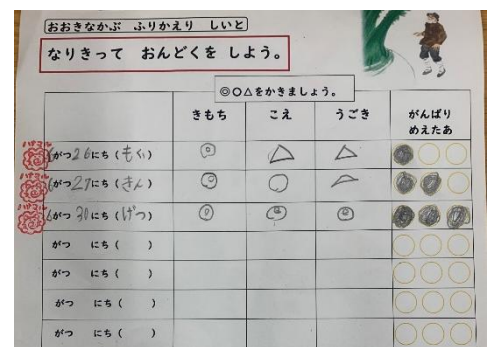 おおきなかぶ ふりかえり しいと
なりきって おんどくを しよう。
◎○△をかきましょう。
きもち こえ うごき がんばり
めえたあ
6がつ26にち(もく) ◎ △ △
6がつ27にち(きん) ◎ ○ △
6がつ30にち(げつ) ◎ ◎ ◎
がつ にち( )
がつ にち( )
がつ にち( )
がつ にち( )